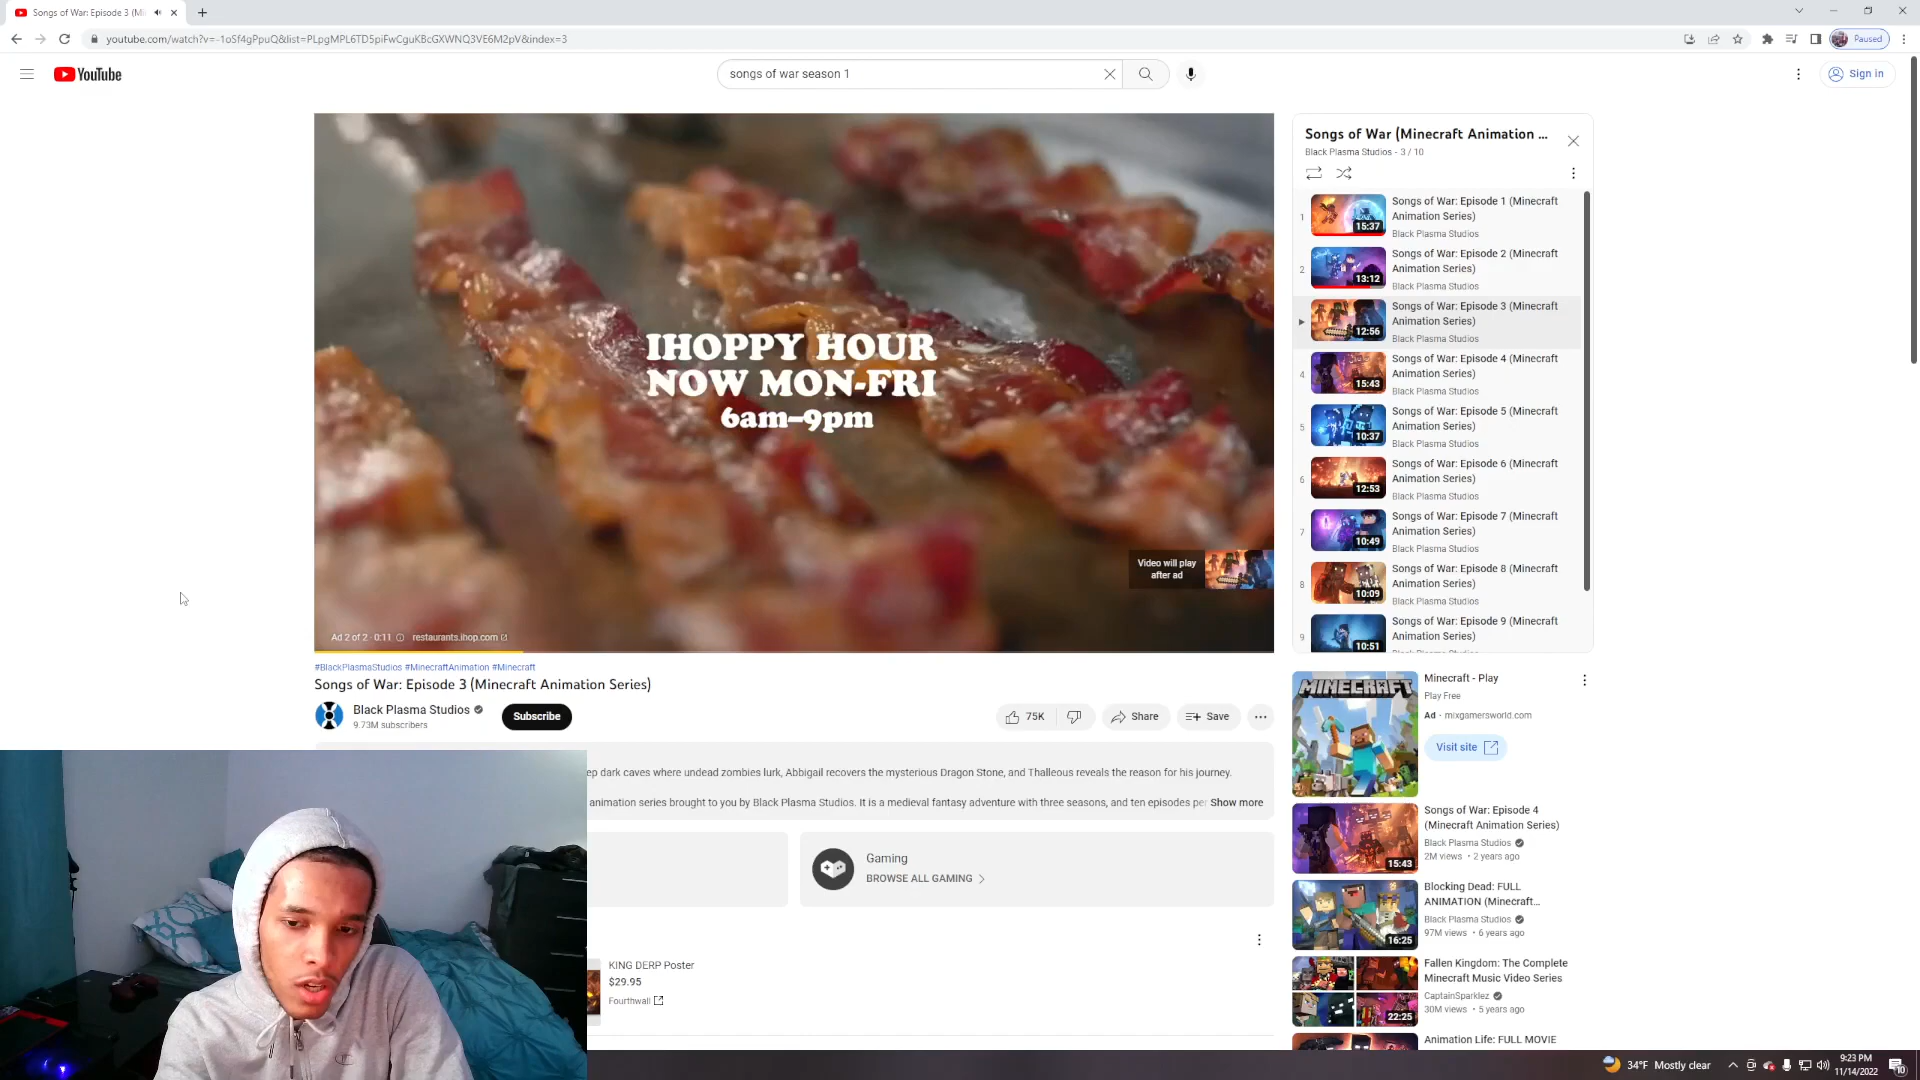 Songs of War: Episode 3 (Mi
youtube.com/watch?v=-1oSf4gPpuQ&list=PLpgMPL6TD5piFwCguKBcGXWNQ3VE6M2pV&index=3
Paused
YouTube
songs of war season 1
Sign in
IHOPPY HOUR
NOW MON-FRI
6am–9pm
Video will play
after ad
Ad 2 of 2 · 0:11
restaurants.ihop.com
#BlackPlasmaStudios #MinecraftAnimation #Minecraft
Songs of War: Episode 3 (Minecraft Animation Series)
Black Plasma Studios
9.73M subscribers
Subscribe
75K
Share
Save
ep dark caves where undead zombies lurk, Abbigail recovers the mysterious Dragon Stone, and Thalleous reveals the reason for his journey.
animation series brought to you by Black Plasma Studios. It is a medieval fantasy adventure with three seasons, and ten episodes per Show more
Gaming
BROWSE ALL GAMING
KING DERP Poster
$29.95
Fourthwall
Songs of War (Minecraft Animation ...
Black Plasma Studios - 3 / 10
1
15:37
Songs of War: Episode 1 (Minecraft
Animation Series)
Black Plasma Studios
2
13:12
Songs of War: Episode 2 (Minecraft
Animation Series)
Black Plasma Studios
12:56
Songs of War: Episode 3 (Minecraft
Animation Series)
Black Plasma Studios
4
15:43
Songs of War: Episode 4 (Minecraft
Animation Series)
Black Plasma Studios
5
10:37
Songs of War: Episode 5 (Minecraft
Animation Series)
Black Plasma Studios
6
12:53
Songs of War: Episode 6 (Minecraft
Animation Series)
Black Plasma Studios
7
10:49
Songs of War: Episode 7 (Minecraft
Animation Series)
Black Plasma Studios
8
10:09
Songs of War: Episode 8 (Minecraft
Animation Series)
Black Plasma Studios
9
10:51
Songs of War: Episode 9 (Minecraft
Animation Series)
MINECRAFT
Minecraft - Play
Play Free
Ad · mixgamersworld.com
Visit site
15:43
Songs of War: Episode 4
(Minecraft Animation Series)
Black Plasma Studios
2M views · 2 years ago
16:25
Blocking Dead: FULL
ANIMATION (Minecraft...
Black Plasma Studios
97M views · 6 years ago
22:25
Fallen Kingdom: The Complete
Minecraft Music Video Series
CaptainSparklez
30M views · 5 years ago
Animation Life: FULL MOVIE
34°F Mostly clear
9:23 PM
11/14/2022
10